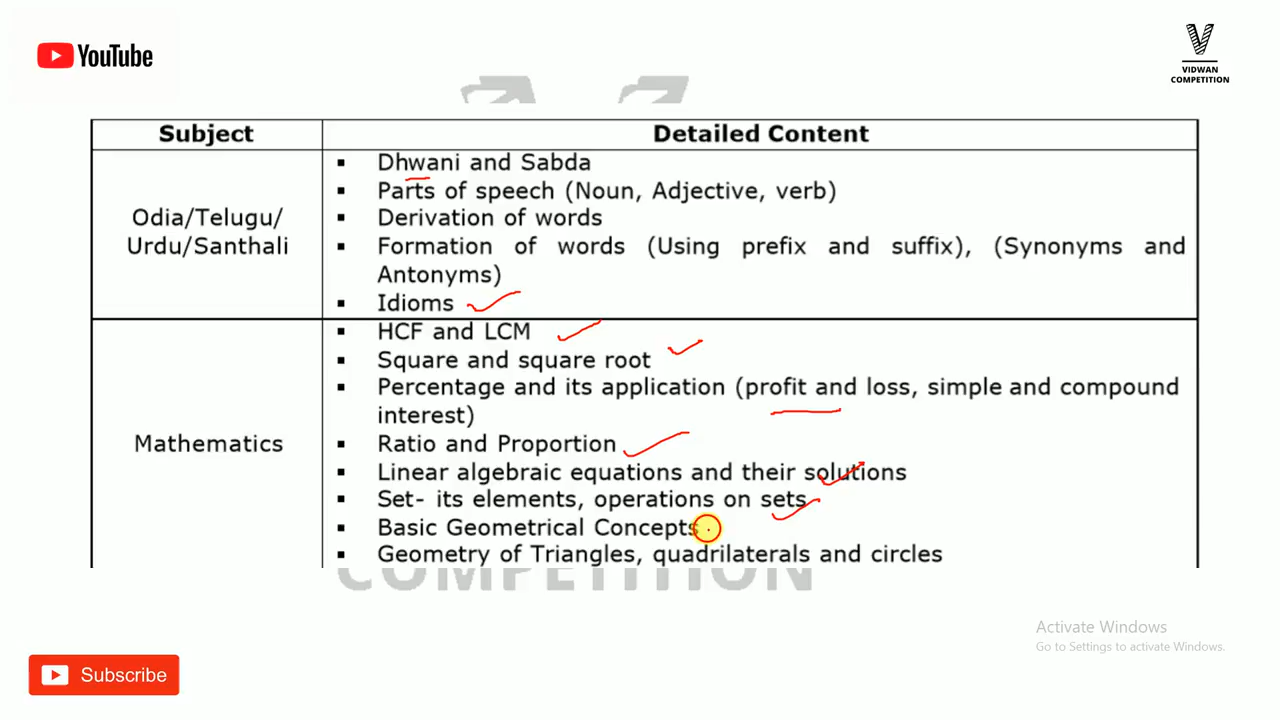 YouTube
V
VIDWAN
COMPETITION
Subject
Detailed Content
Odia/Telugu/
Urdu/Santhali
▪ Dhwani and Sabda
▪ Parts of speech (Noun, Adjective, verb)
▪ Derivation of words
▪ Formation of words (Using prefix and suffix), (Synonyms and
Antonyms)
▪ Idioms
Mathematics
▪ HCF and LCM
▪ Square and square root
▪ Percentage and its application (profit and loss, simple and compound
interest)
▪ Ratio and Proportion
▪ Linear algebraic equations and their solutions
▪ Set- its elements, operations on sets
▪ Basic Geometrical Concepts
▪ Geometry of Triangles, quadrilaterals and circles
COMPETITION
Activate Windows
Go to Settings to activate Windows.
Subscribe